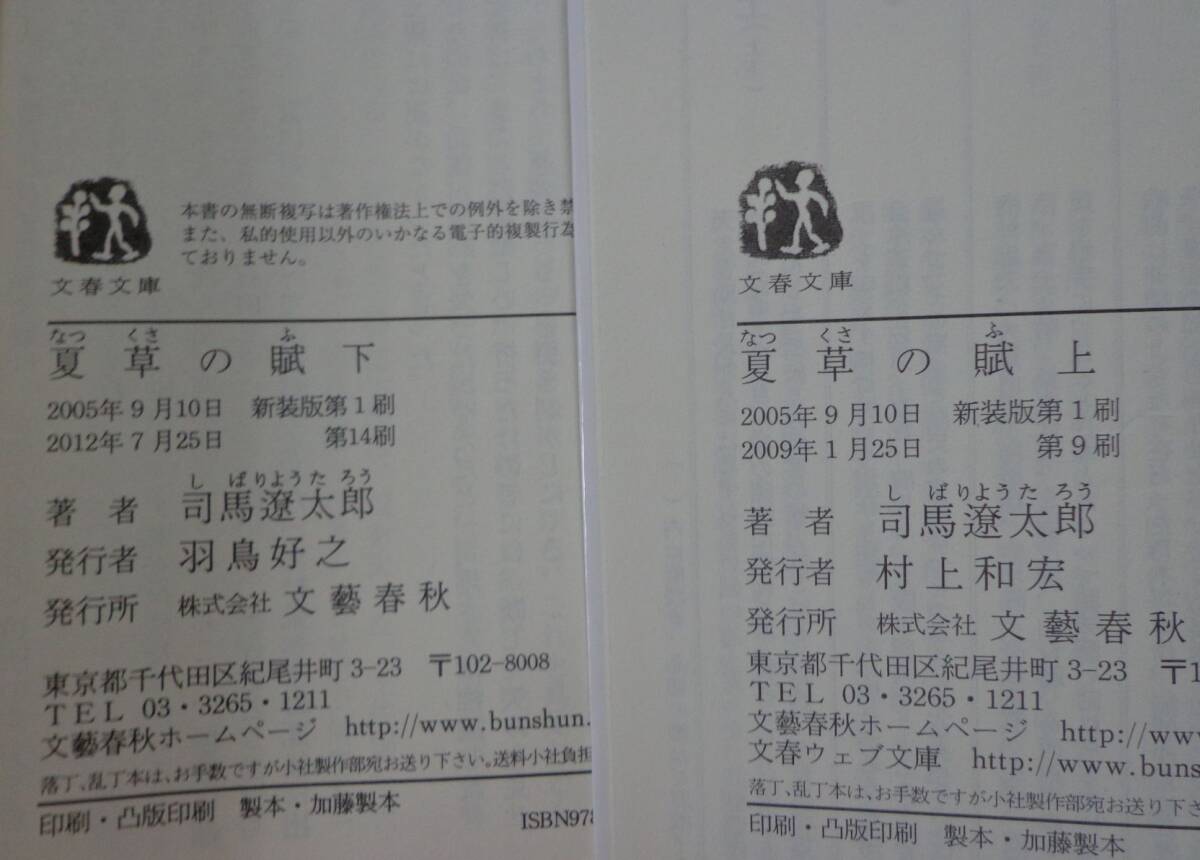 本書の無断複写は著作権法上での例外を除き禁
また、私的使用以外のいかなる電子的複製行為
ておりません。
文春文庫
なつ くさ ふ
夏草の賦 下
2005年9月10日 新装版第1刷
2012年7月25日 第14刷
し ば りようた ろう
著者 司馬遼太郎
発行者 羽鳥好之
発行所 株式会社 文藝春秋
東京都千代田区紀尾井町3-23 〒102-8008
TEL 03・3265・1211
文藝春秋ホームページ http://www.bunshun.
落丁、乱丁本は、お手数ですが小社製作部宛お送り下さい。送料小社負担
印刷・凸版印刷 製本・加藤製本
ISBN978
文春文庫
なつ くさ ふ
夏草の賦 上
2005年9月10日 新装版第1刷
2009年1月25日 第9刷
し ば りようた ろう
著者 司馬遼太郎
発行者 村上和宏
発行所 株式会社 文藝春秋
東京都千代田区紀尾井町3-23 〒1
TEL 03・3265・1211
文藝春秋ホームページ http://ww
文春ウェブ文庫 http://www.buns
落丁、乱丁本は、お手数ですが小社製作部宛お送り下
印刷・凸版印刷 製本・加藤製本